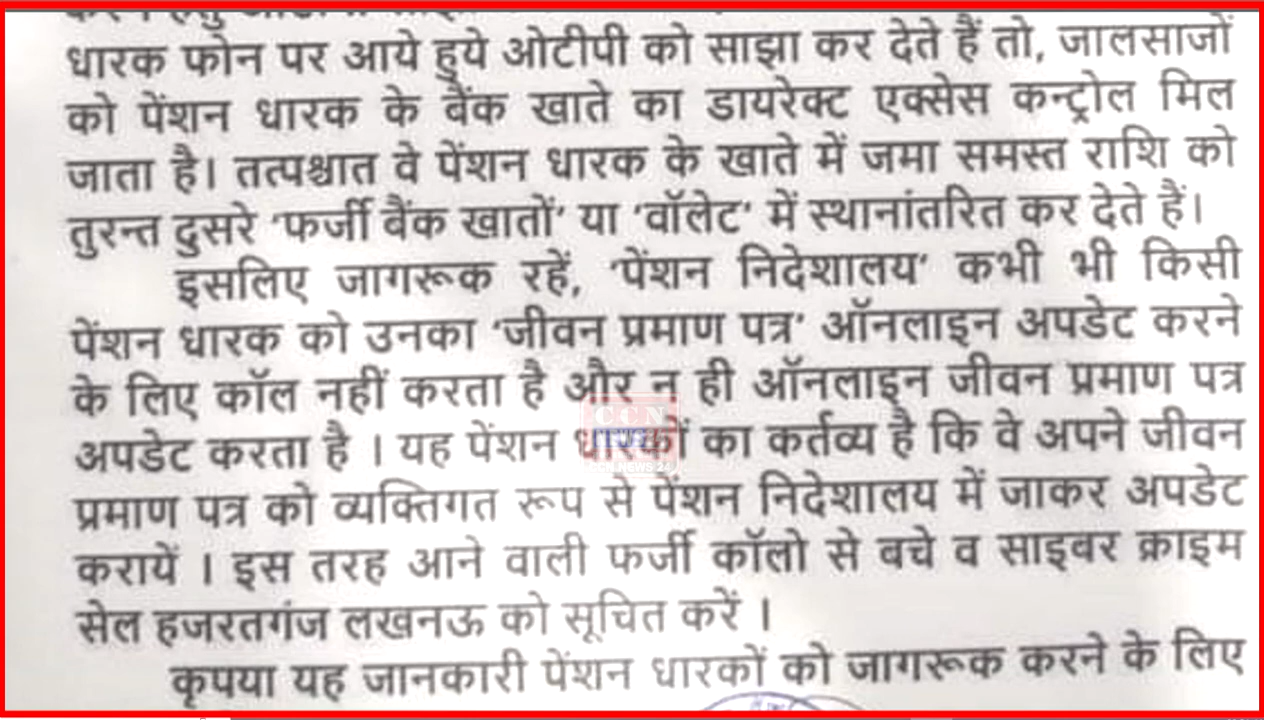 धारक फोन पर आये हुये ओटीपी को साझा कर देते हैं तो, जालसाजों
को पेंशन धारक के बैंक खाते का डायरेक्ट एक्सेस कन्ट्रोल मिल
जाता है। तत्पश्चात वे पेंशन धारक के खाते में जमा समस्त राशि को
तुरन्त दुसरे ‘फर्जी बैंक खातों’ या ‘वॉलेट’ में स्थानांतरित कर देते हैं।
इसलिए जागरूक रहें, ‘पेंशन निदेशालय’ कभी भी किसी
पेंशन धारक को उनका ‘जीवन प्रमाण पत्र’ ऑनलाइन अपडेट करने
के लिए कॉल नहीं करता है और न ही ऑनलाइन जीवन प्रमाण पत्र
अपडेट करता है । यह पेंशन धारकों का कर्तव्य है कि वे अपने जीवन
प्रमाण पत्र को व्यक्तिगत रूप से पेंशन निदेशालय में जाकर अपडेट
करायें । इस तरह आने वाली फर्जी कॉलो से बचे व साइबर क्राइम
सेल हजरतगंज लखनऊ को सूचित करें ।
कृपया यह जानकारी पेंशन धारकों को जागरूक करने के लिए
CCN
CCN NEWS 24